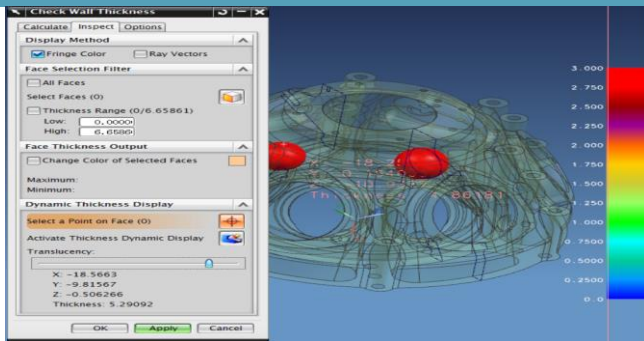 Check Wall Thickness
Calculate Inspect Options
Display Method
Fringe Color Ray Vectors
Face Selection Filter
All Faces
Select Faces (0)
Thickness Range (0/6.65861)
Low: 0.0000
High: 6.6586
Face Thickness Output
Change Color of Selected Faces
Maximum:
Minimum:
Dynamic Thickness Display
Select a Point on Face (0)
Activate Thickness Dynamic Display
Translucency:
X: -18.5663
Y: -9.81567
Z: -0.506266
Thickness: 5.29092
OK Apply Cancel
3.000
2.750
2.500
2.250
2.000
1.750
1.500
1.250
1.000
0.7500
0.5000
0.2500
0.0